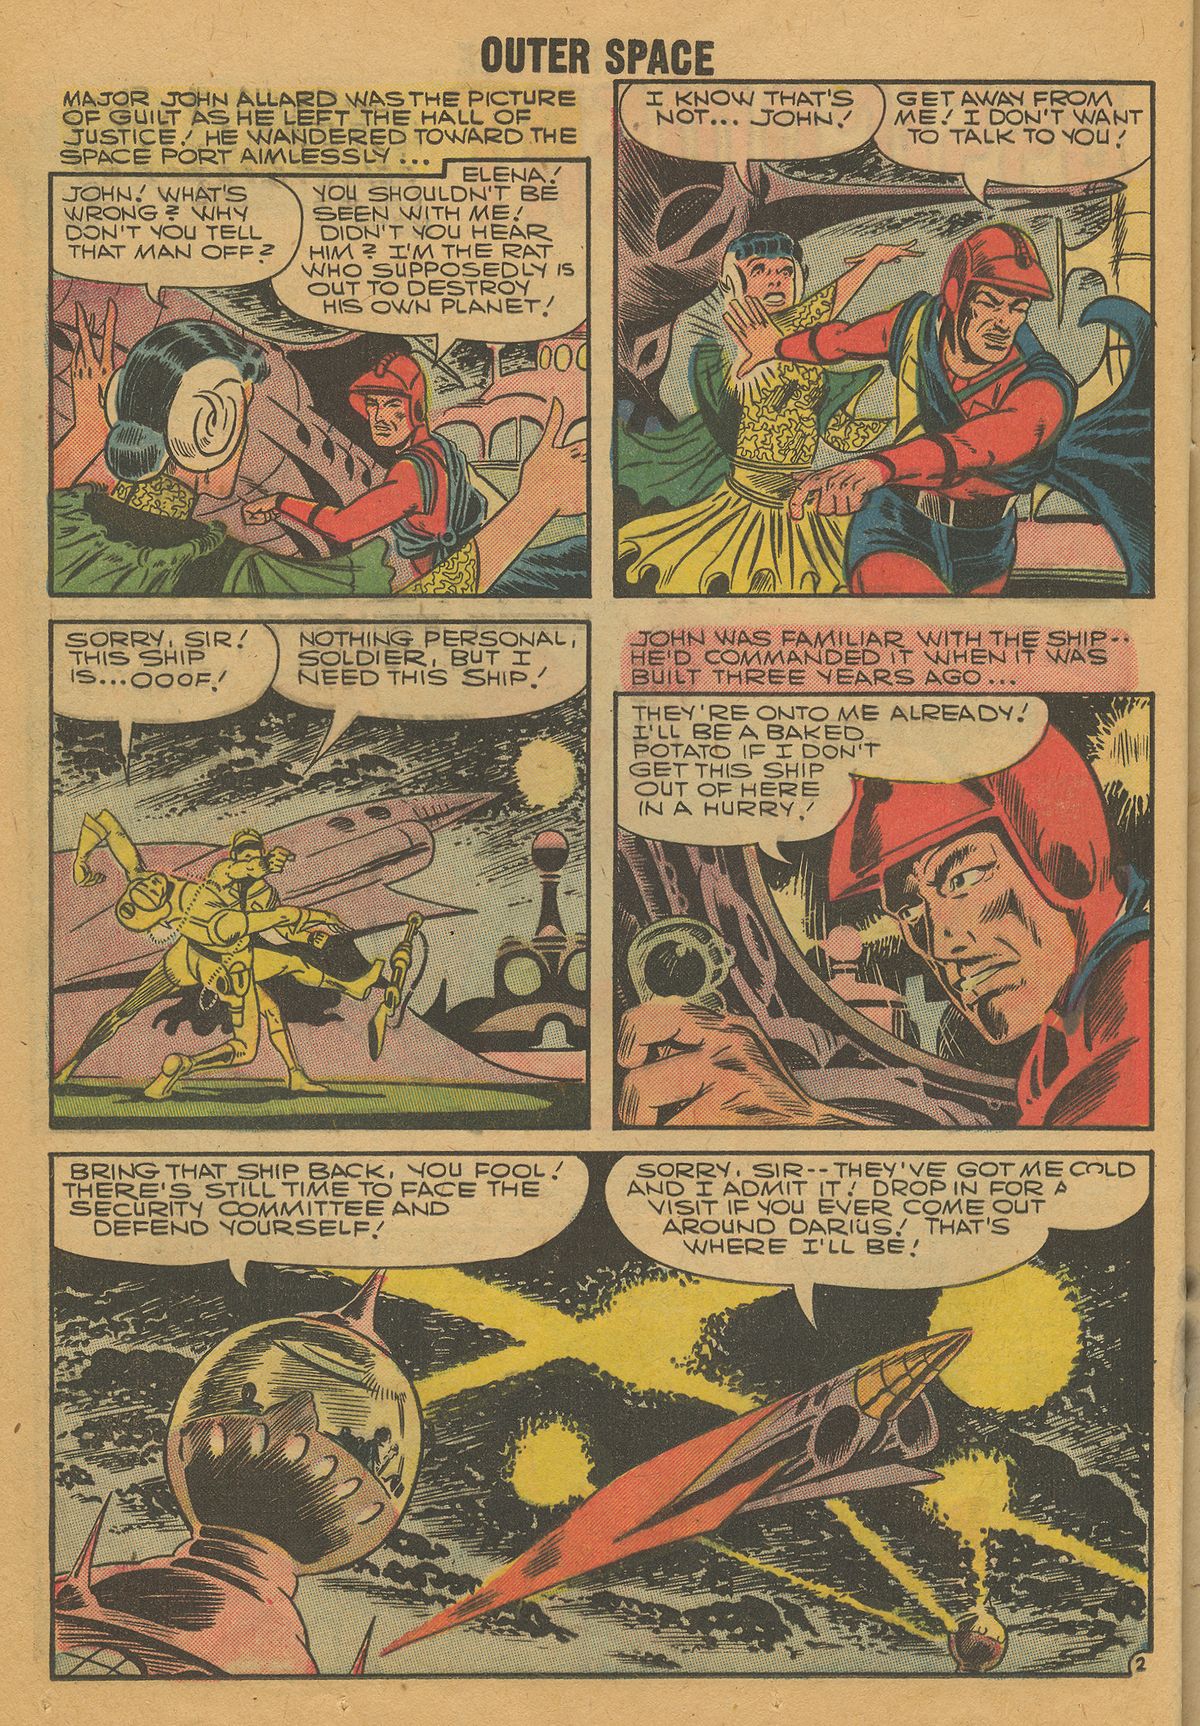 OUTER SPACE
MAJOR JOHN ALLARD WAS THE PICTURE
OF GUILT AS HE LEFT THE HALL OF
JUSTICE! HE WANDERED TOWARD THE
SPACE PORT AIMLESSLY...
JOHN! WHAT'S
WRONG? WHY
DON'T YOU TELL
THAT MAN OFF?
ELENA!
YOU SHOULDN'T BE
SEEN WITH ME!
DIDN'T YOU HEAR
HIM? I'M THE RAT
WHO SUPPOSEDLY IS
OUT TO DESTROY
HIS OWN PLANET!
I KNOW THAT'S
NOT... JOHN!
GET AWAY FROM
ME! I DON'T WANT
TO TALK TO YOU!
SORRY, SIR!
THIS SHIP
IS...OOOF!
NOTHING PERSONAL,
SOLDIER, BUT I
NEED THIS SHIP!
JOHN WAS FAMILIAR WITH THE SHIP--
HE'D COMMANDED IT WHEN IT WAS
BUILT THREE YEARS AGO...
THEY'RE ONTO ME ALREADY!
I'LL BE A BAKED
POTATO IF I DON'T
GET THIS SHIP
OUT OF HERE
IN A HURRY!
BRING THAT SHIP BACK, YOU FOOL!
THERE'S STILL TIME TO FACE THE
SECURITY COMMITTEE AND
DEFEND YOURSELF!
SORRY, SIR--THEY'VE GOT ME COLD
AND I ADMIT IT! DROP IN FOR A
VISIT IF YOU EVER COME OUT
AROUND DARIUS! THAT'S
WHERE I'LL BE!
2